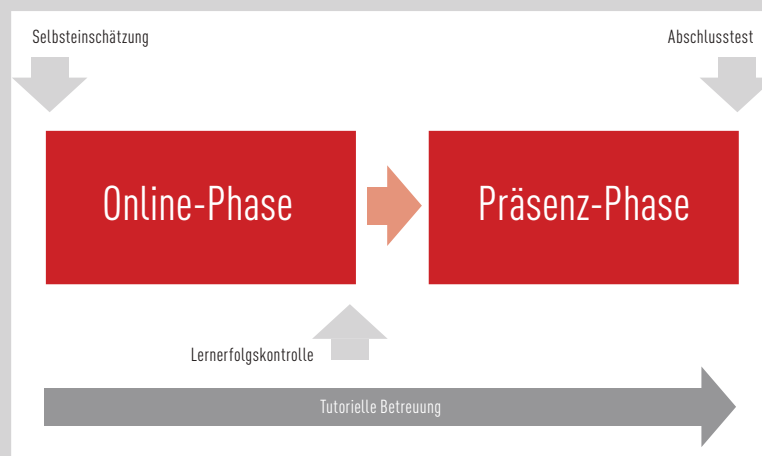 Selbsteinschätzung
Abschlusstest
Online-Phase
Präsenz-Phase
Lernerfolgskontrolle
Tutorielle Betreuung